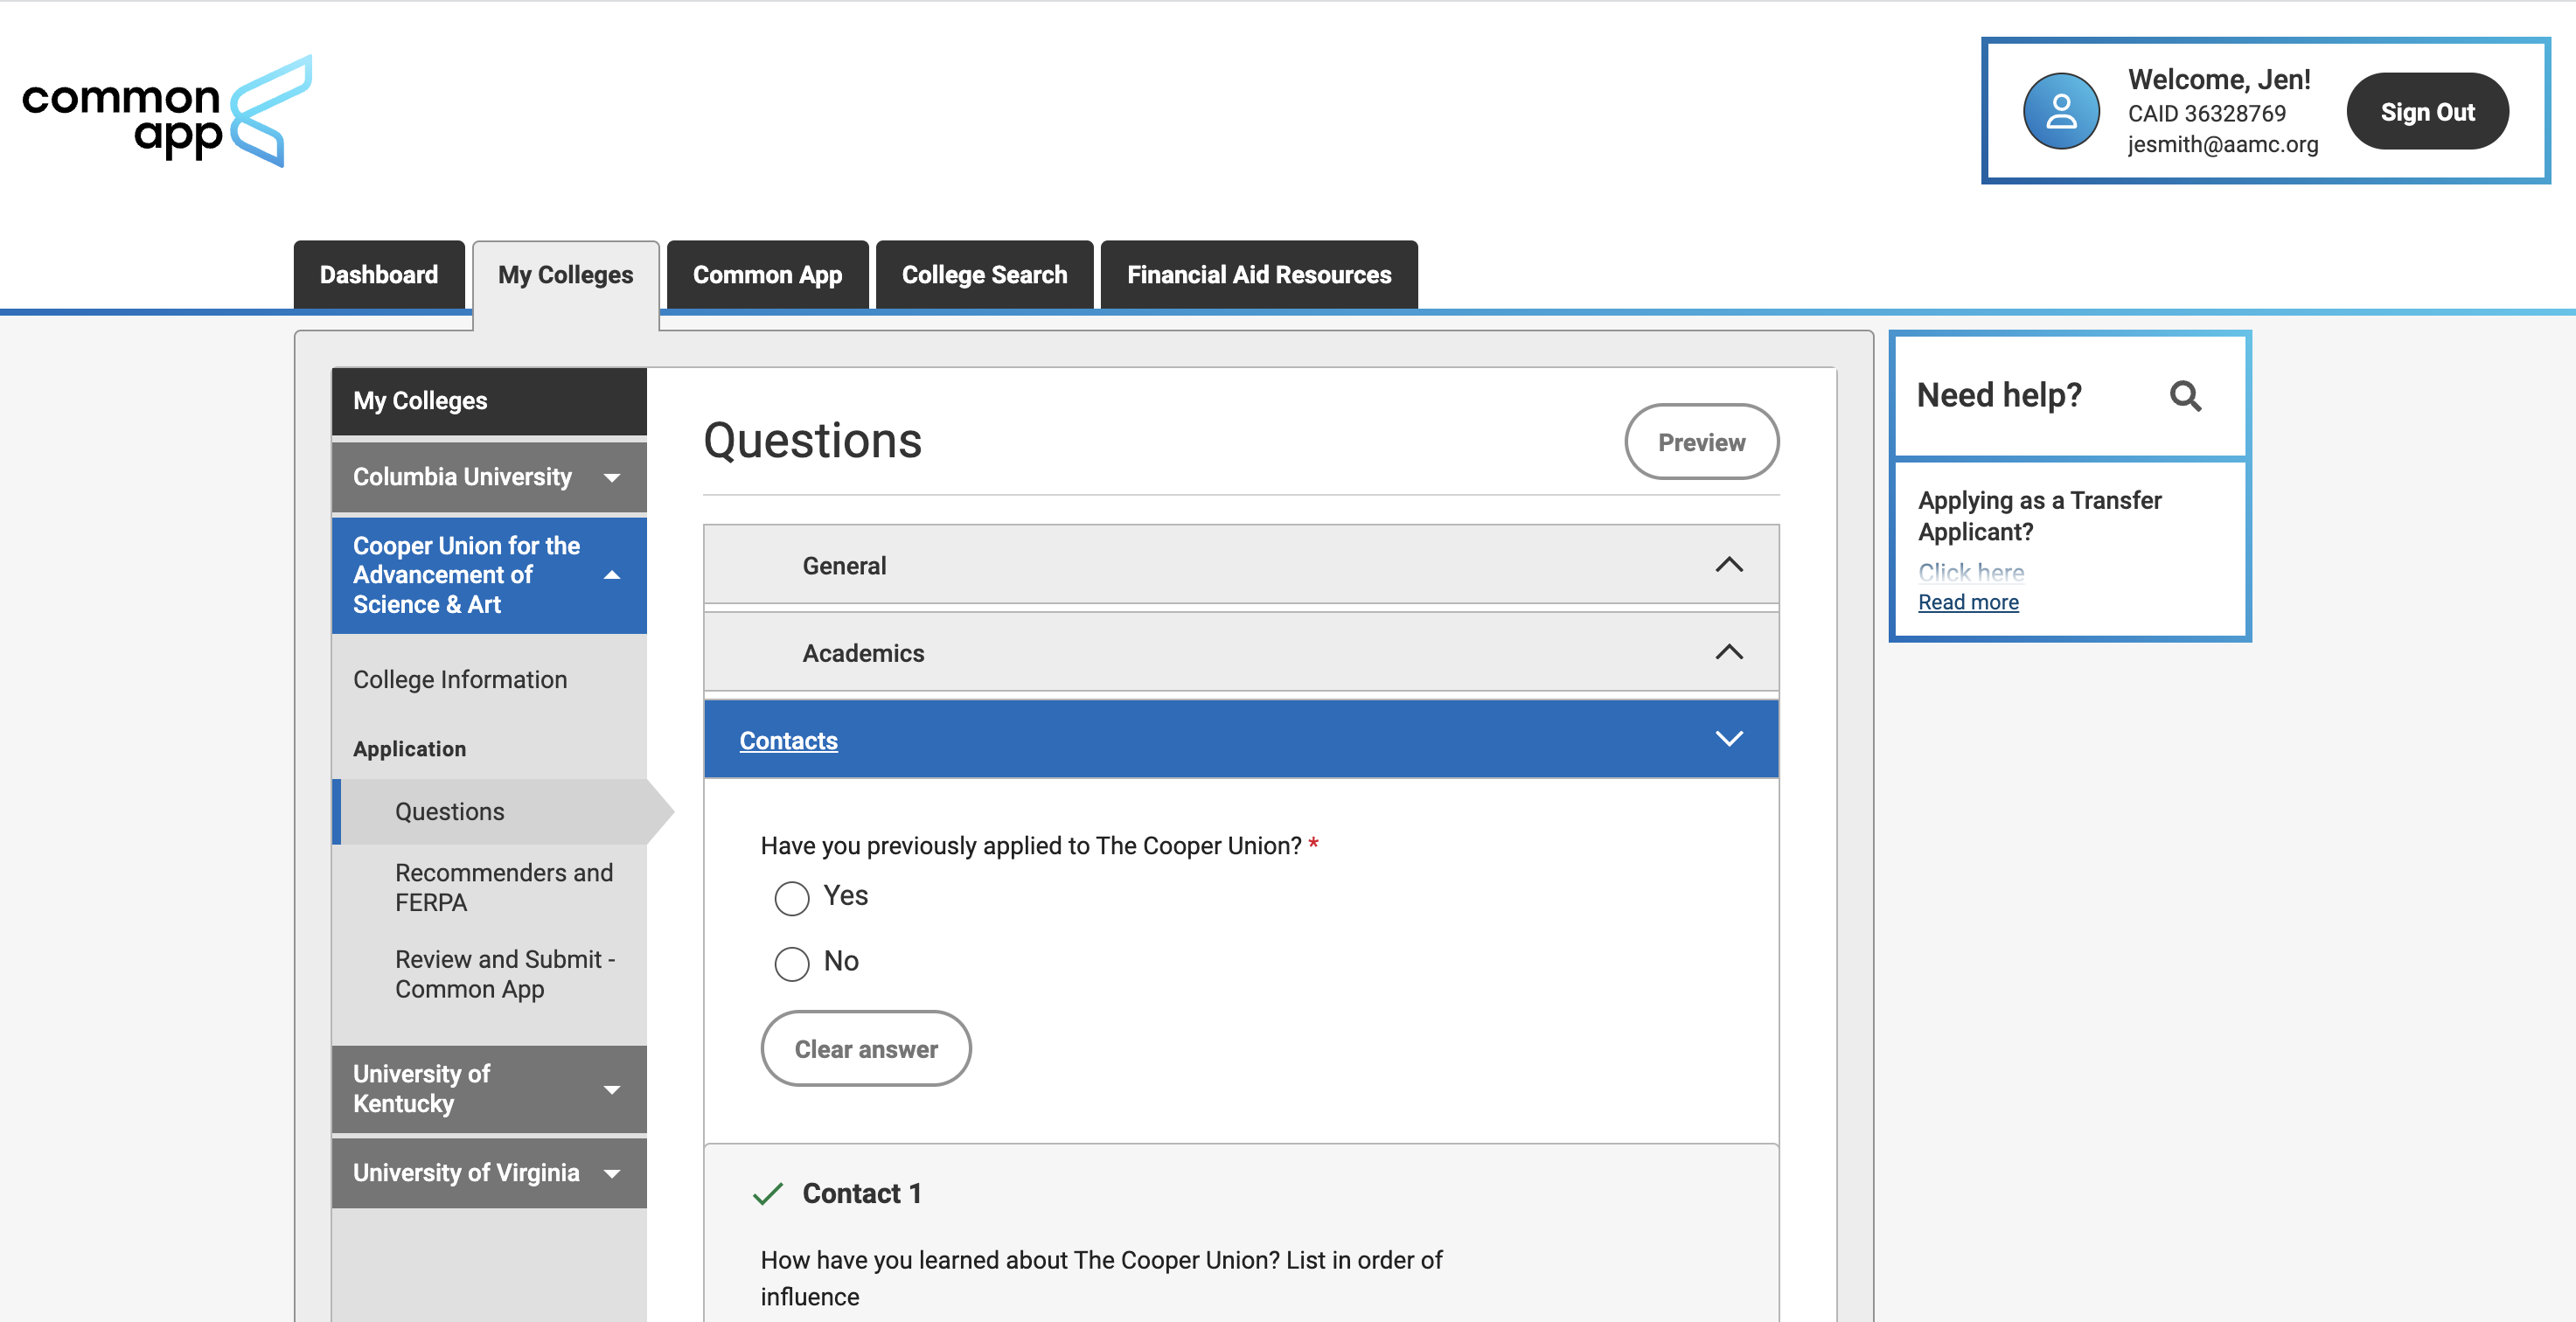 common
app
Welcome, Jen!
CAID 36328769
jesmith@aamc.org
Sign Out
Dashboard
My Colleges
Common App
College Search
Financial Aid Resources
My Colleges
Columbia University
Cooper Union for the
Advancement of
Science & Art
College Information
Application
Questions
Recommenders and
FERPA
Review and Submit -
Common App
University of
Kentucky
University of Virginia
Questions
Preview
General
Academics
Contacts
Have you previously applied to The Cooper Union? *
Yes
No
Clear answer
Contact 1
How have you learned about The Cooper Union? List in order of
influence
Need help?
Applying as a Transfer
Applicant?
Click here
Read more